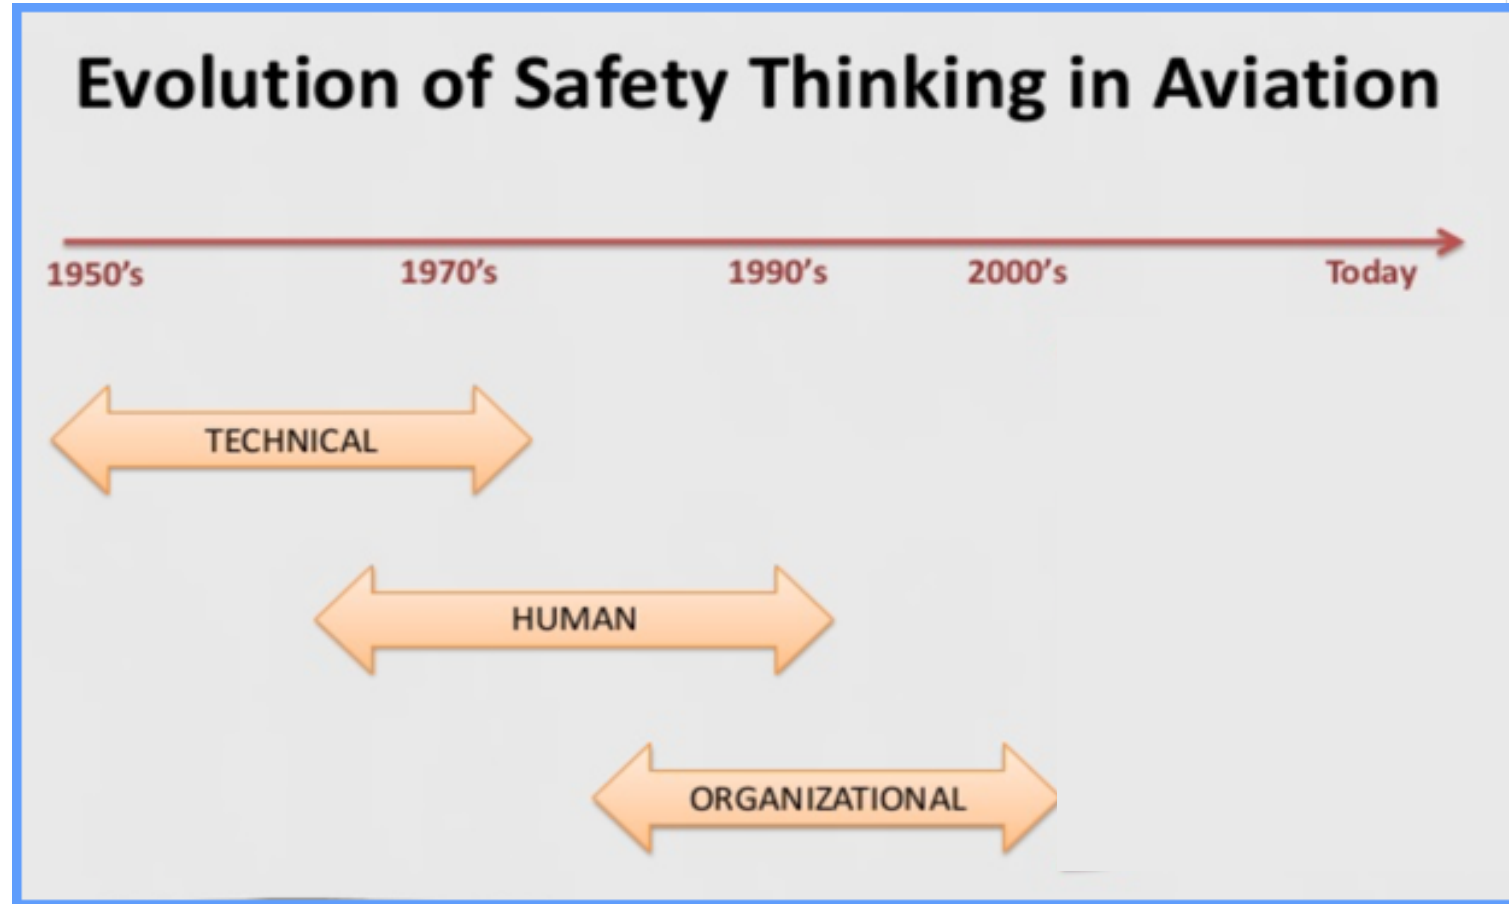 Evolution of Safety Thinking in Aviation
1950’s 1970’s 1990’s 2000’s Today
TECHNICAL
HUMAN
ORGANIZATIONAL